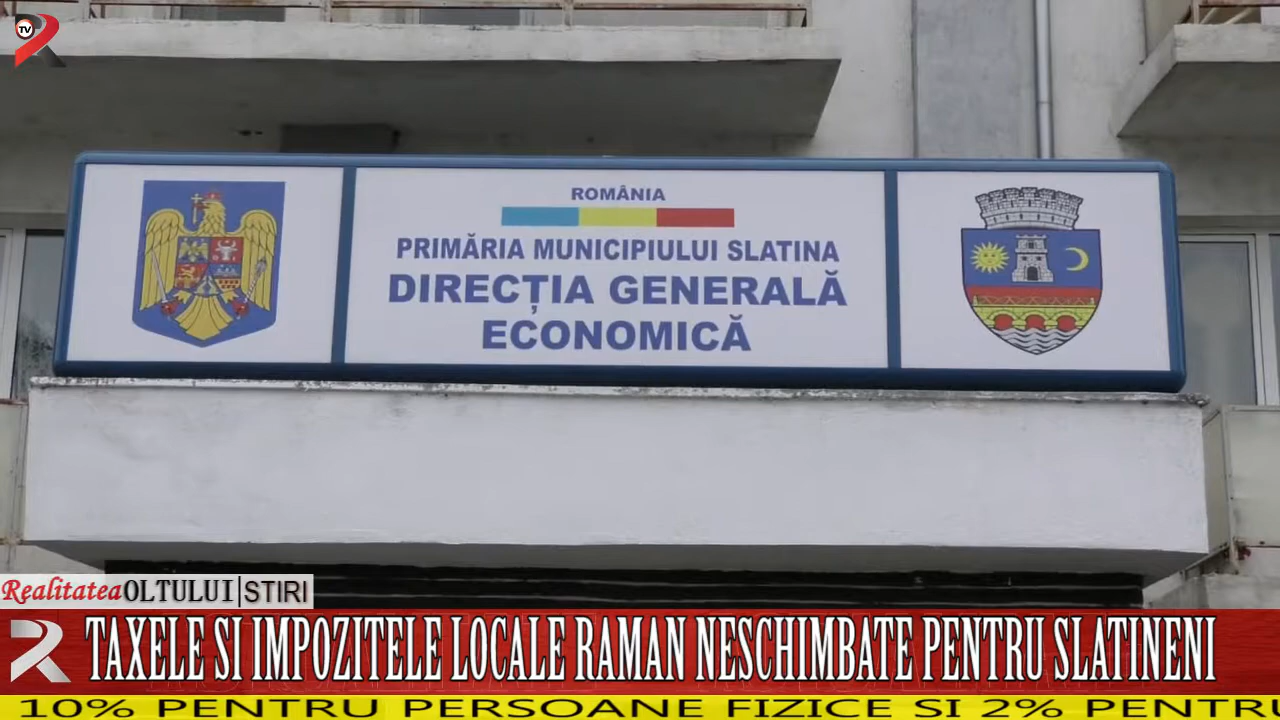 TV
ROMÂNIA
PRIMĂRIA MUNICIPIULUI SLATINA
DIRECȚIA GENERALĂ
ECONOMICĂ
RealitateaOLTULUI|STIRI
TAXELE SI IMPOZITELE LOCALE RAMAN NESCHIMBATE PENTRU SLATINENI
10% PENTRU PERSOANE FIZICE SI 2% PENTRU